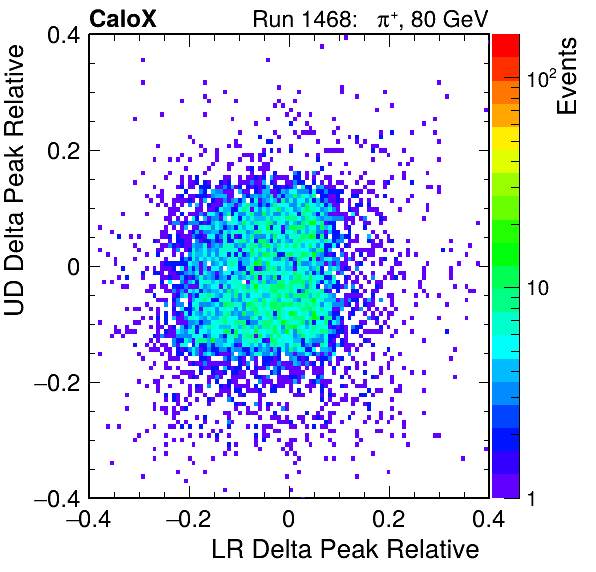 CaloX Run 1468: π⁺, 80 GeV
0.4
0.2
0
−0.2
−0.4
−0.4 −0.2 0 0.2 0.4
UD Delta Peak Relative
LR Delta Peak Relative
10²
10
1
Events